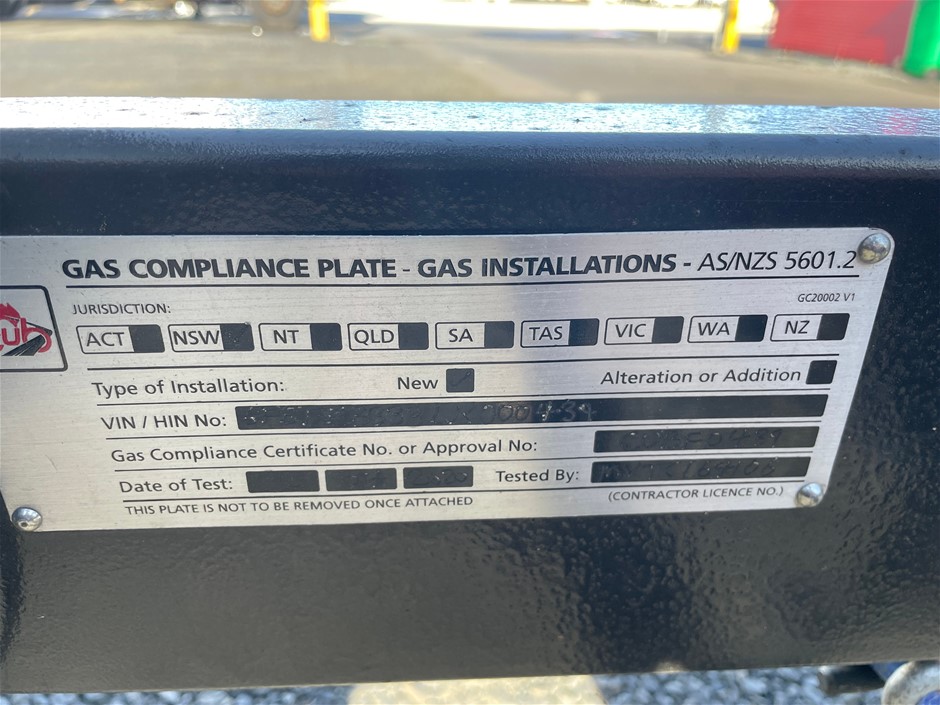 GAS COMPLIANCE PLATE - GAS INSTALLATIONS - AS/NZS 5601.2
GC20002 V1
JURISDICTION:
ACT NSW NT QLD SA TAS VIC WA NZ
Type of Installation: New Alteration or Addition
VIN / HIN No:
Gas Compliance Certificate No. or Approval No:
Date of Test: Tested By:
THIS PLATE IS NOT TO BE REMOVED ONCE ATTACHED (CONTRACTOR LICENCE NO.)